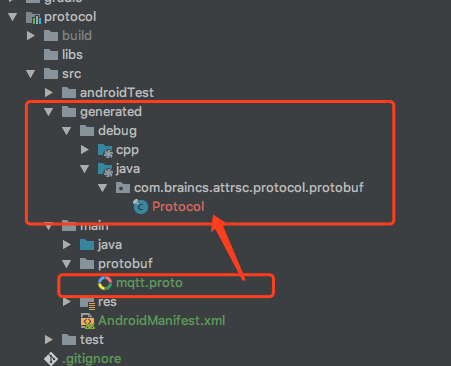 gradle
protocol
build
libs
src
androidTest
generated
debug
cpp
java
com.braincs.attrsc.protocol.protobuf
Protocol
main
java
protobuf
mqtt.proto
res
AndroidManifest.xml
test
.gitignore